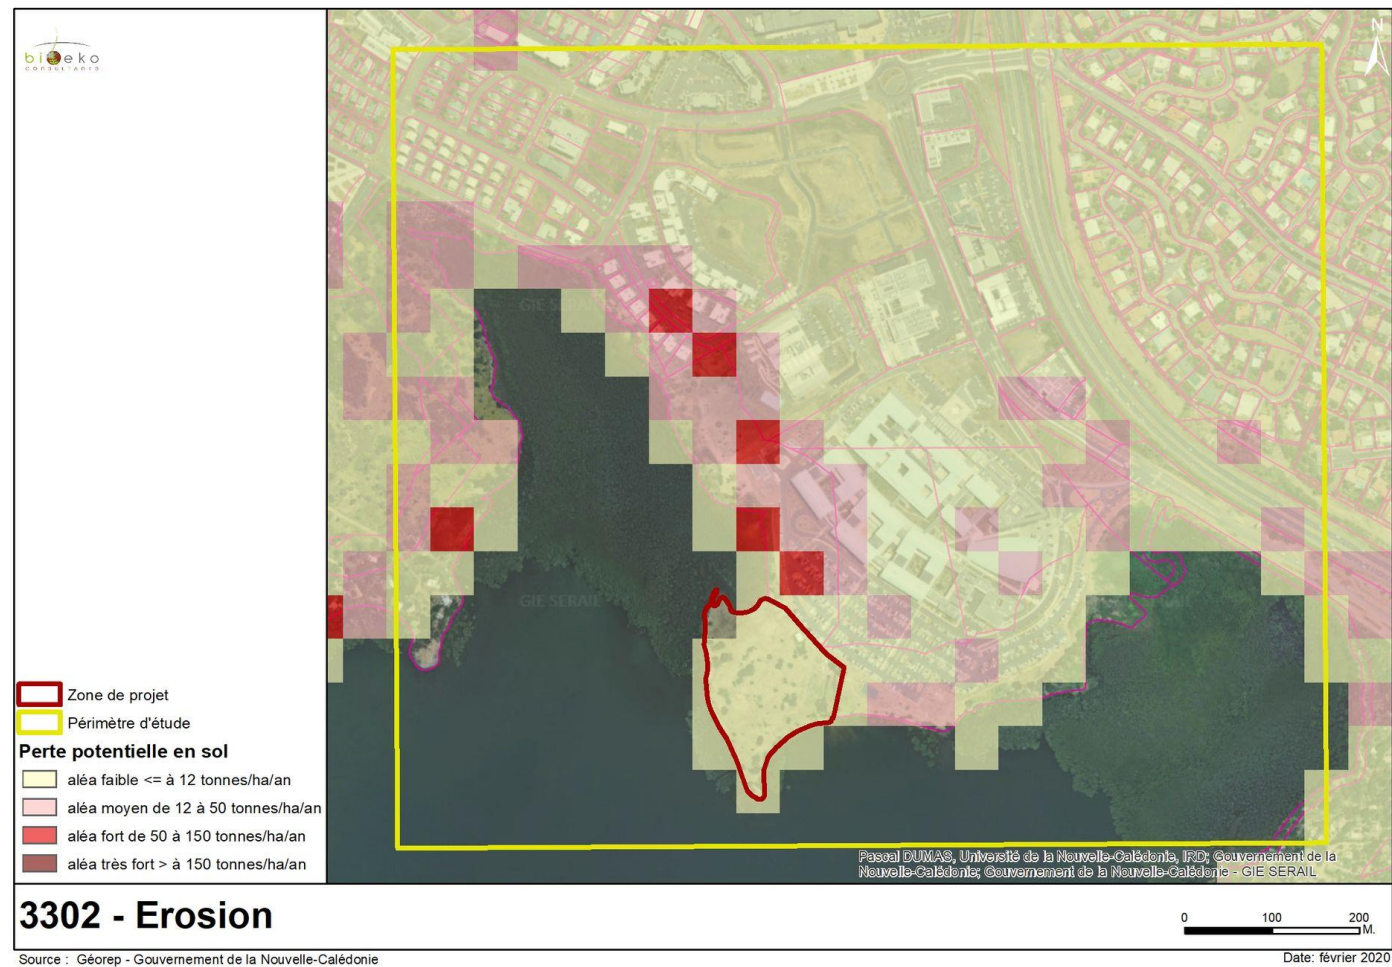 bioeko
CONSULTANTS
N
GIE SERAIL
GIE SERAIL
Zone de projet
Périmètre d'étude
Perte potentielle en sol
aléa faible <= à 12 tonnes/ha/an
aléa moyen de 12 à 50 tonnes/ha/an
aléa fort de 50 à 150 tonnes/ha/an
aléa très fort > à 150 tonnes/ha/an
Pascal DUMAS, Université de la Nouvelle-Calédonie, IRD; Gouvernement de la
Nouvelle-Calédonie; Gouvernement de la Nouvelle-Calédonie - GIE SERAIL
3302 - Erosion
0 100 200
M.
Source : Géorep - Gouvernement de la Nouvelle-Calédonie
Date: février 2020